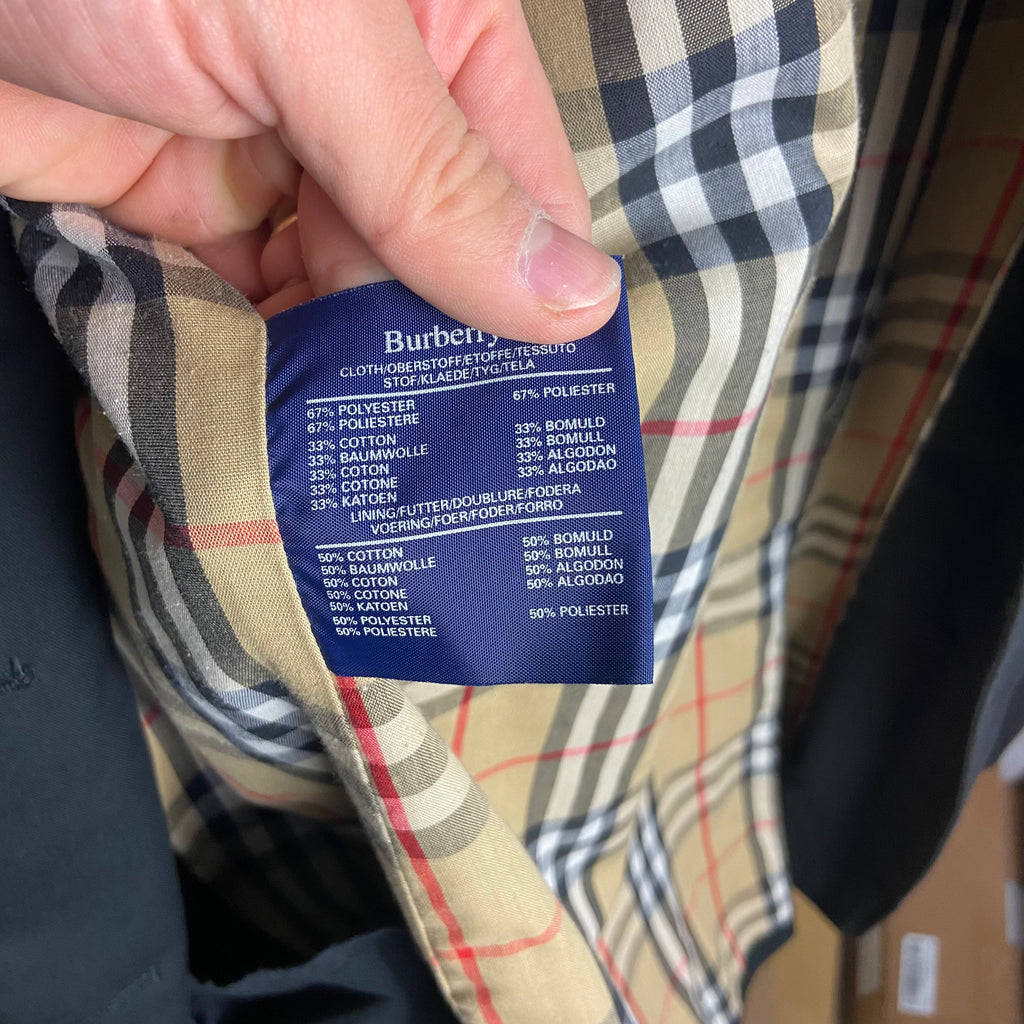 Burberry
CLOTH/OBERSTOFF/ETOFFE/TESSUTO
STOF/KLAEDE/TYG/TELA
67% POLYESTER
67% POLIESTERE
33% COTTON
33% BAUMWOLLE
33% COTON
33% COTONE
33% KATOEN
67% POLIESTER
33% BOMULD
33% BOMULL
33% ALGODON
33% ALGODAO
LINING/FUTTER/DOUBLURE/FODERA
VOERING/FOER/FODER/FORRO
50% COTTON
50% BAUMWOLLE
50% COTON
50% COTONE
50% KATOEN
50% POLYESTER
50% POLIESTERE
50% BOMULD
50% BOMULL
50% ALGODON
50% ALGODAO
50% POLIESTER